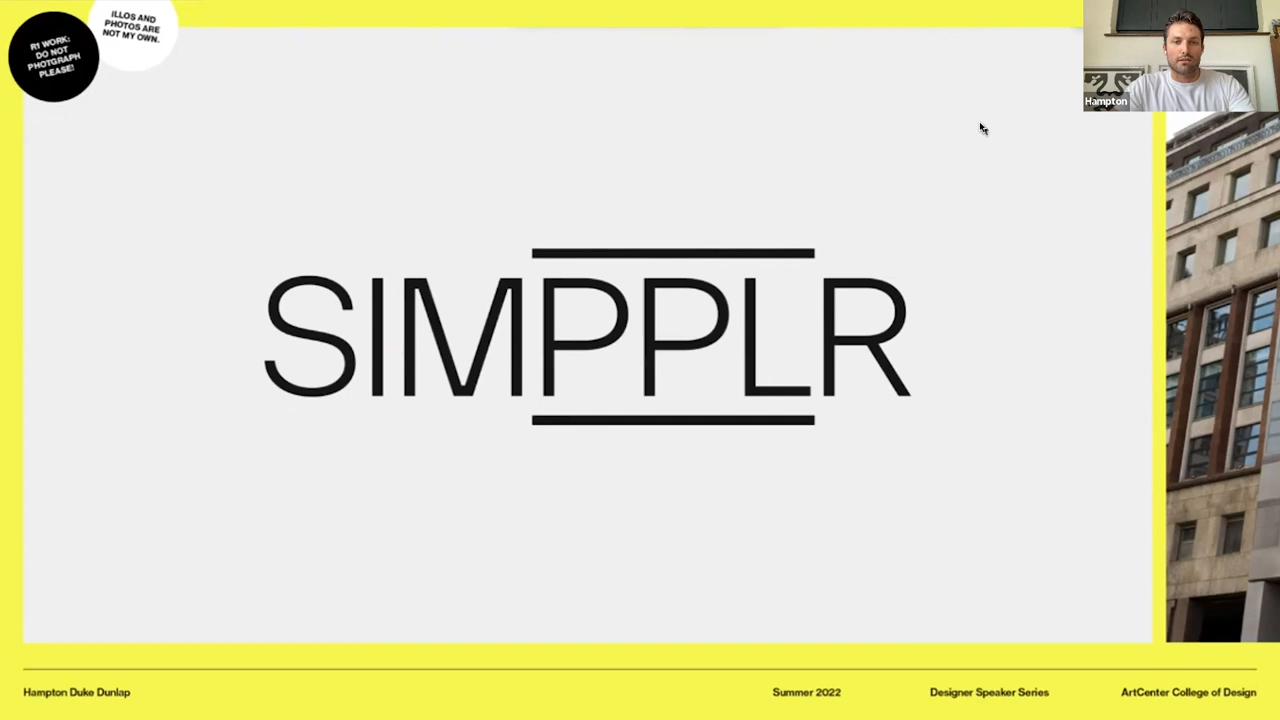 R1 WORK:
DO NOT
PHOTGRAPH
PLEASE!
ILLOS AND
PHOTOS ARE
NOT MY OWN.
Hampton
SIMPPLR
Hampton Duke Dunlap
Summer 2022
Designer Speaker Series
ArtCenter College of Design